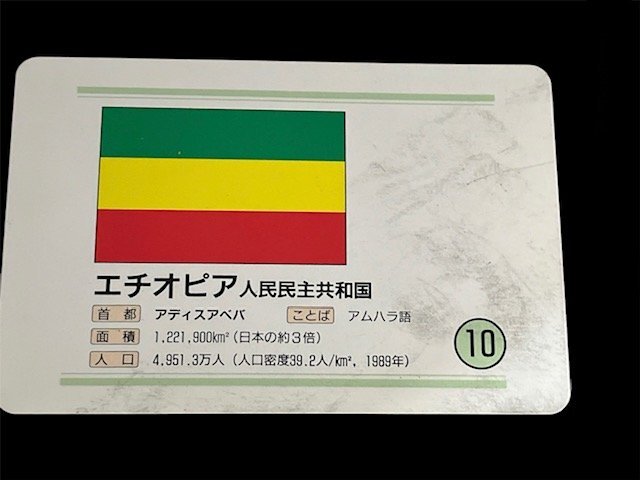 エチオピア人民民主共和国
首都 アディスアベバ ことば アムハラ語
面積 1,221,900km²(日本の約3倍)
人口 4,951.3万人(人口密度39.2人/km², 1989年)
10